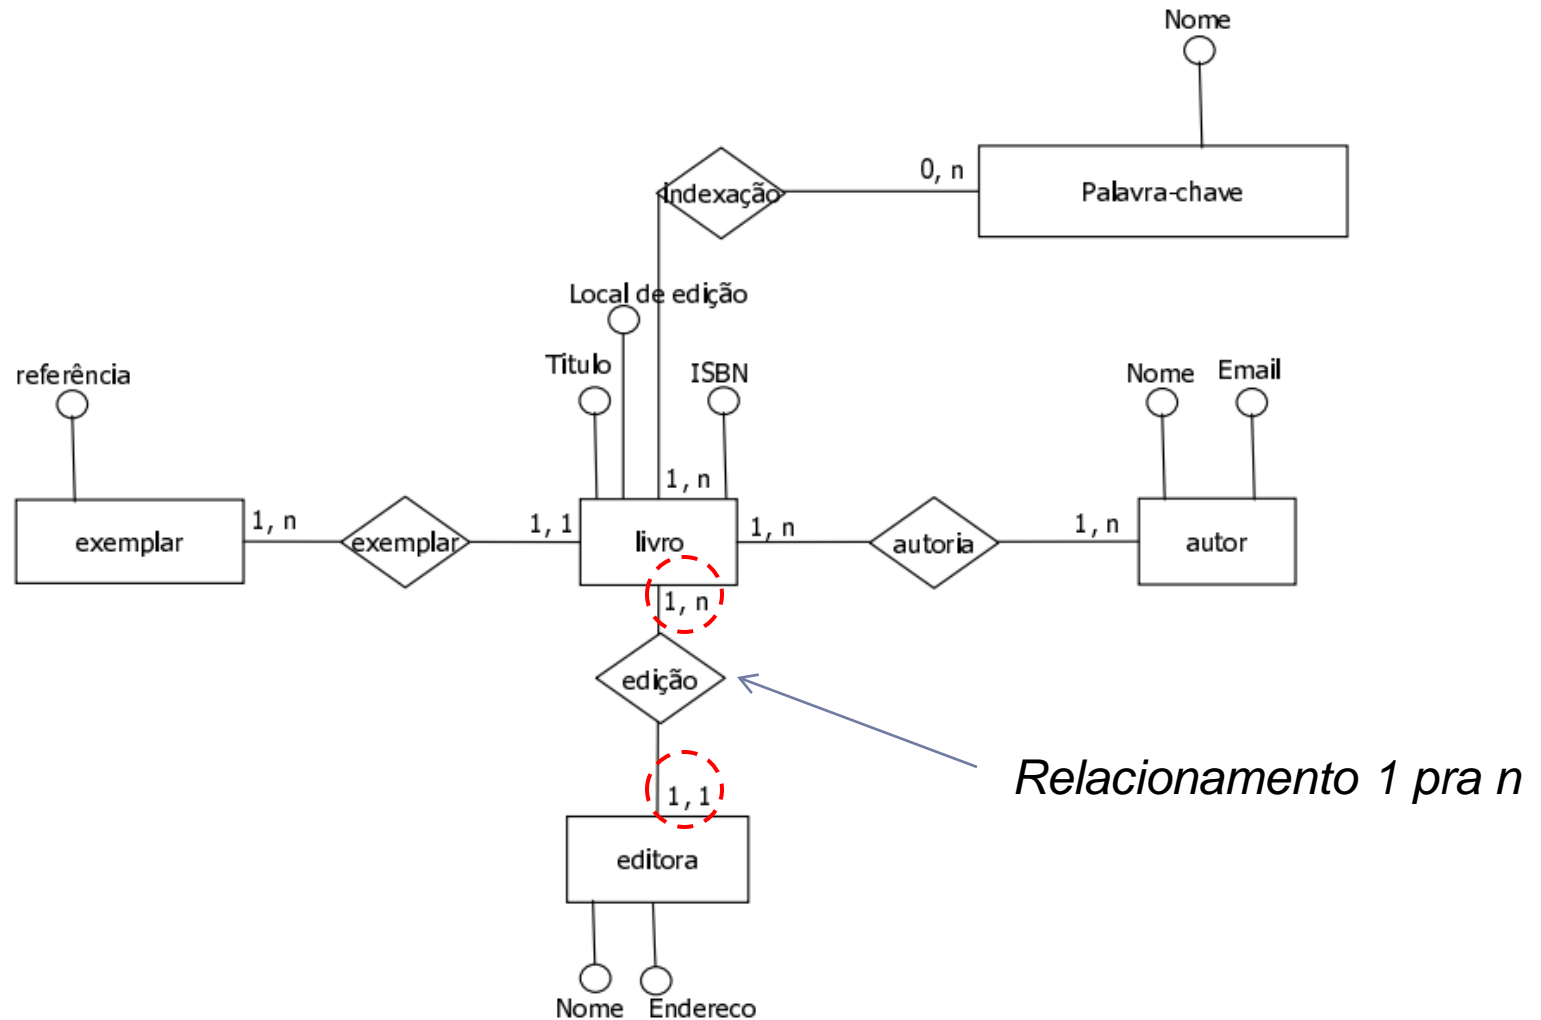 Nome
0, n
indexação
Palavra-chave
Local de edição
Titulo
ISBN
referência
Nome
Email
1, n
exemplar
1, n
exemplar
1, 1
livro
1, n
autoria
1, n
autor
1, n
edição
Relacionamento 1 pra n
1, 1
editora
Nome
Endereco